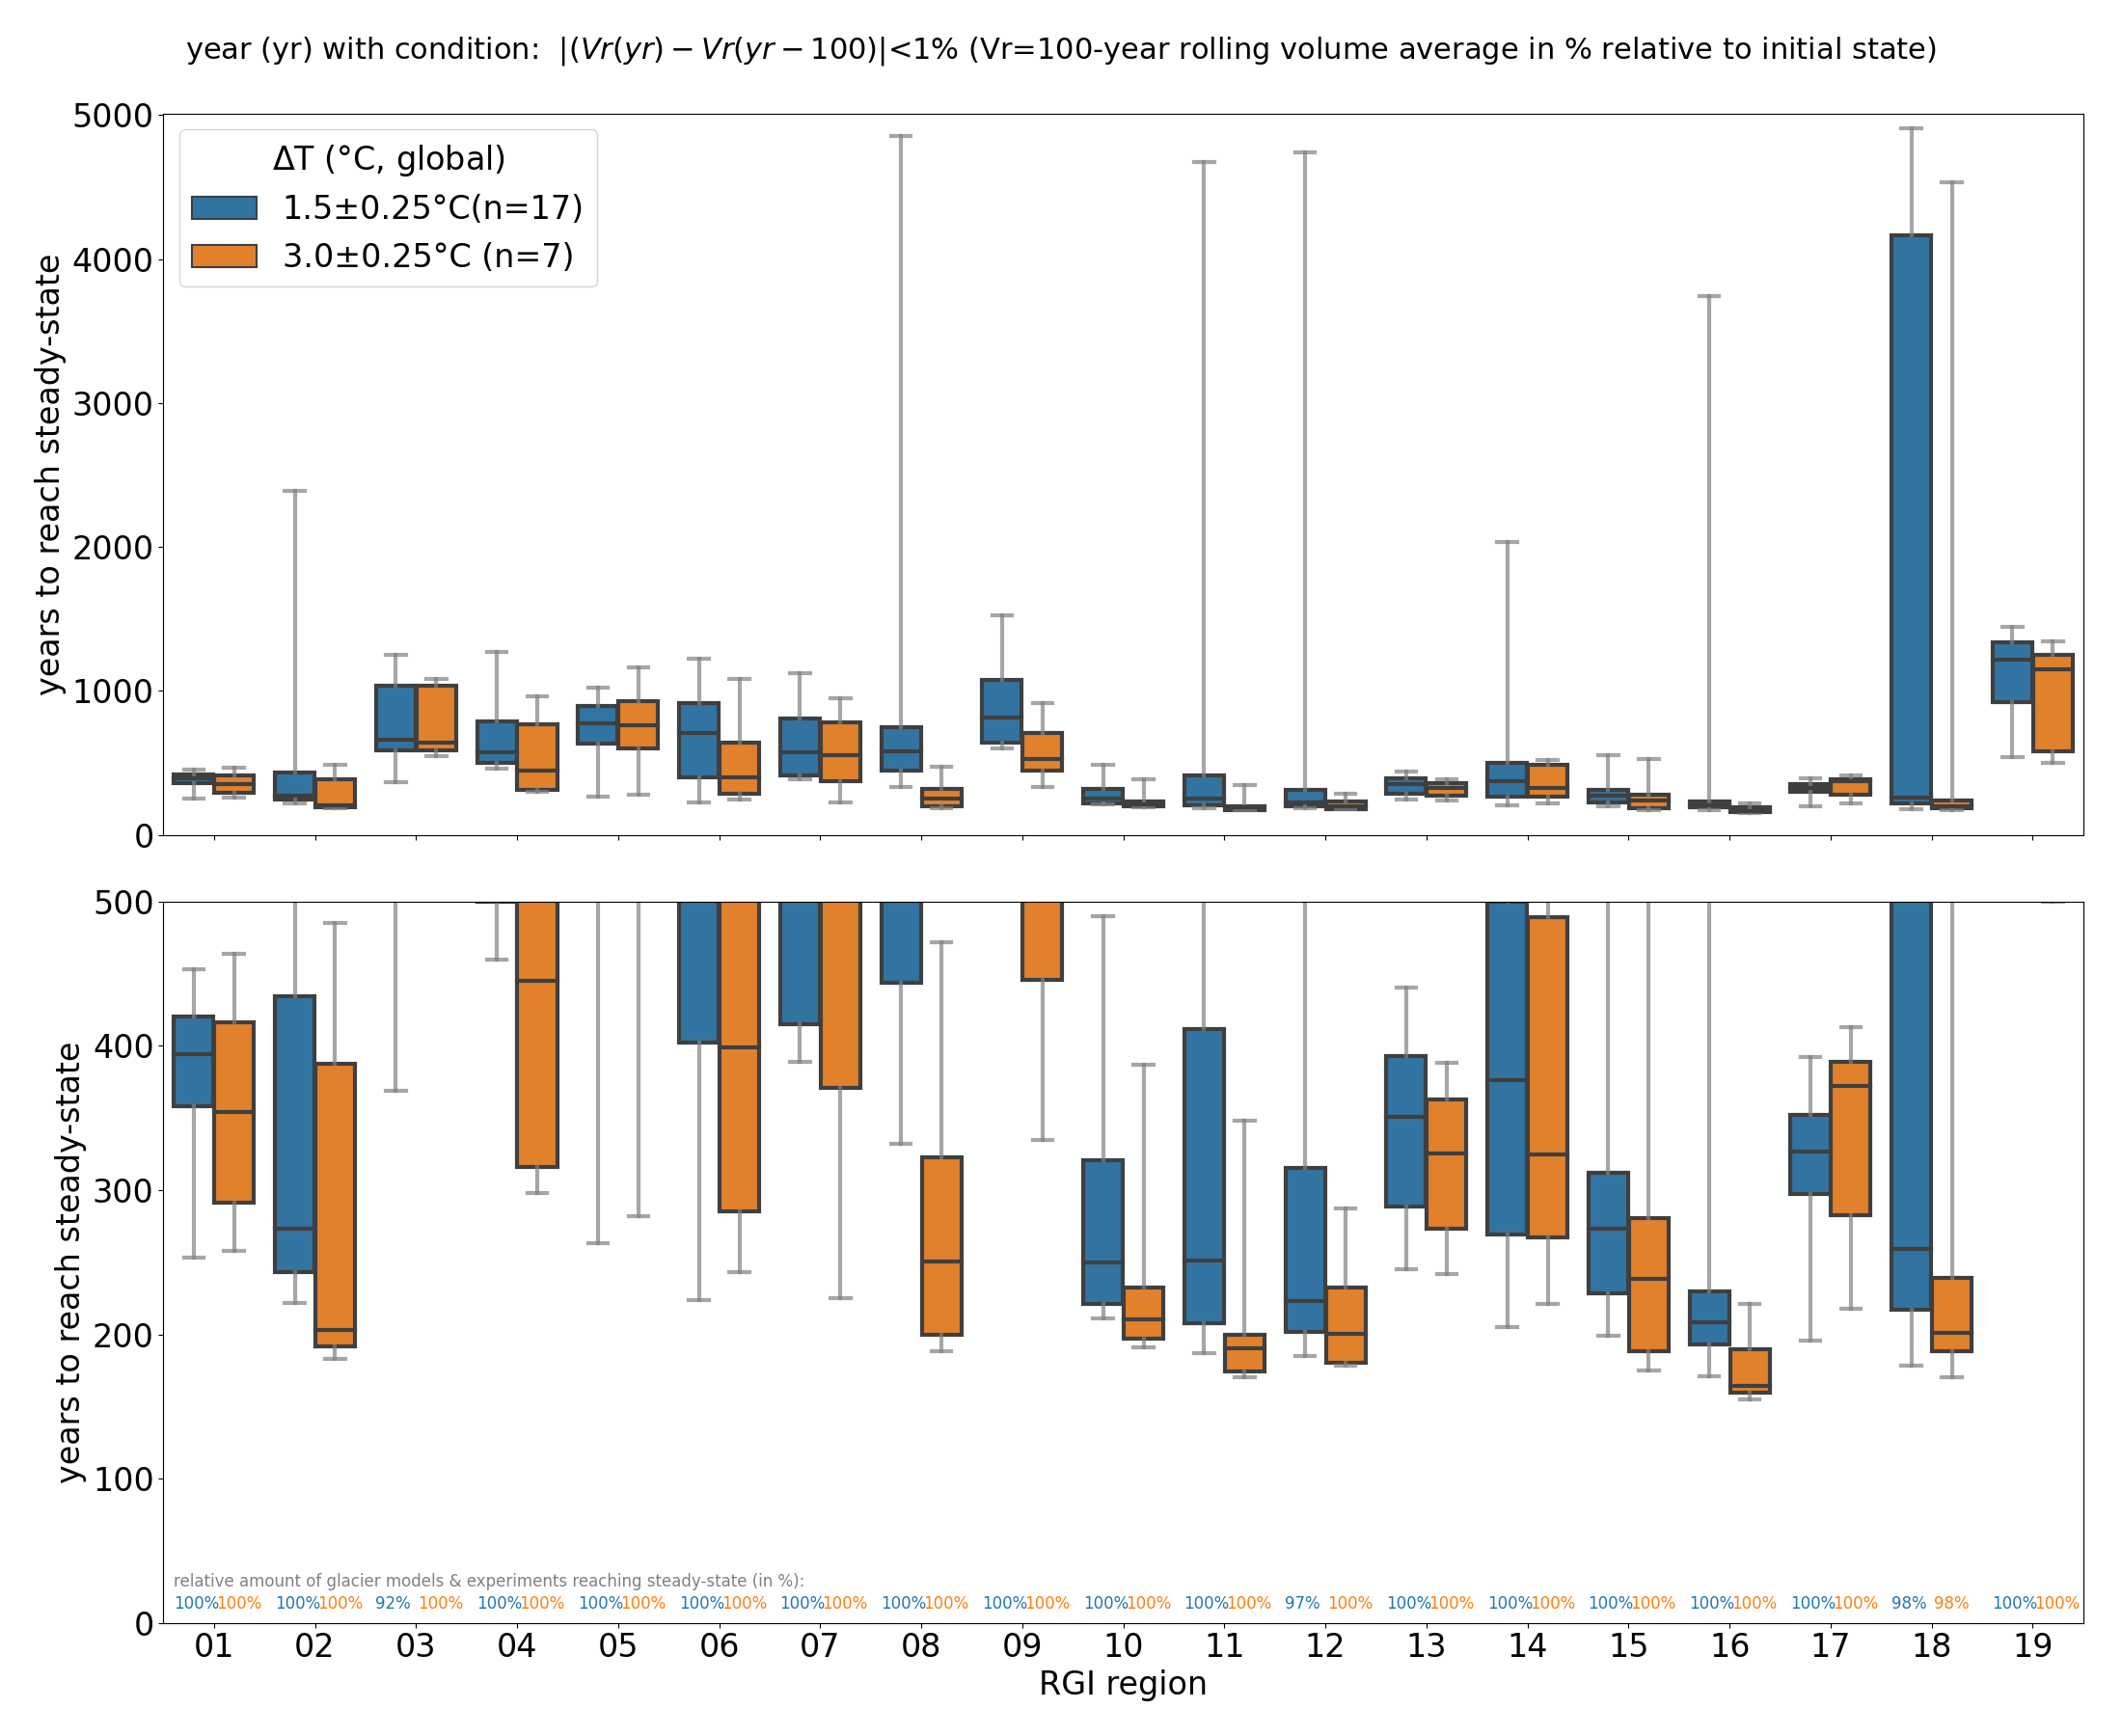 year (yr) with condition:  |(Vr(yr) − Vr(yr − 100)|<1% (Vr=100-year rolling volume average in % relative to initial state)
5000
4000
3000
2000
1000
0
years to reach steady-state
ΔT (°C, global)
1.5±0.25°C(n=17)
3.0±0.25°C (n=7)
500
400
300
200
100
0
years to reach steady-state
relative amount of glacier models & experiments reaching steady-state (in %):
100% 100% 100% 100% 92% 100% 100% 100% 100% 100% 100% 100% 100% 100% 100% 100% 100% 100% 100% 100% 100% 100% 97% 100% 100% 100% 100% 100% 100% 100% 100% 100% 100% 100% 98% 98% 100% 100%
01 02 03 04 05 06 07 08 09 10 11 12 13 14 15 16 17 18 19
RGI region